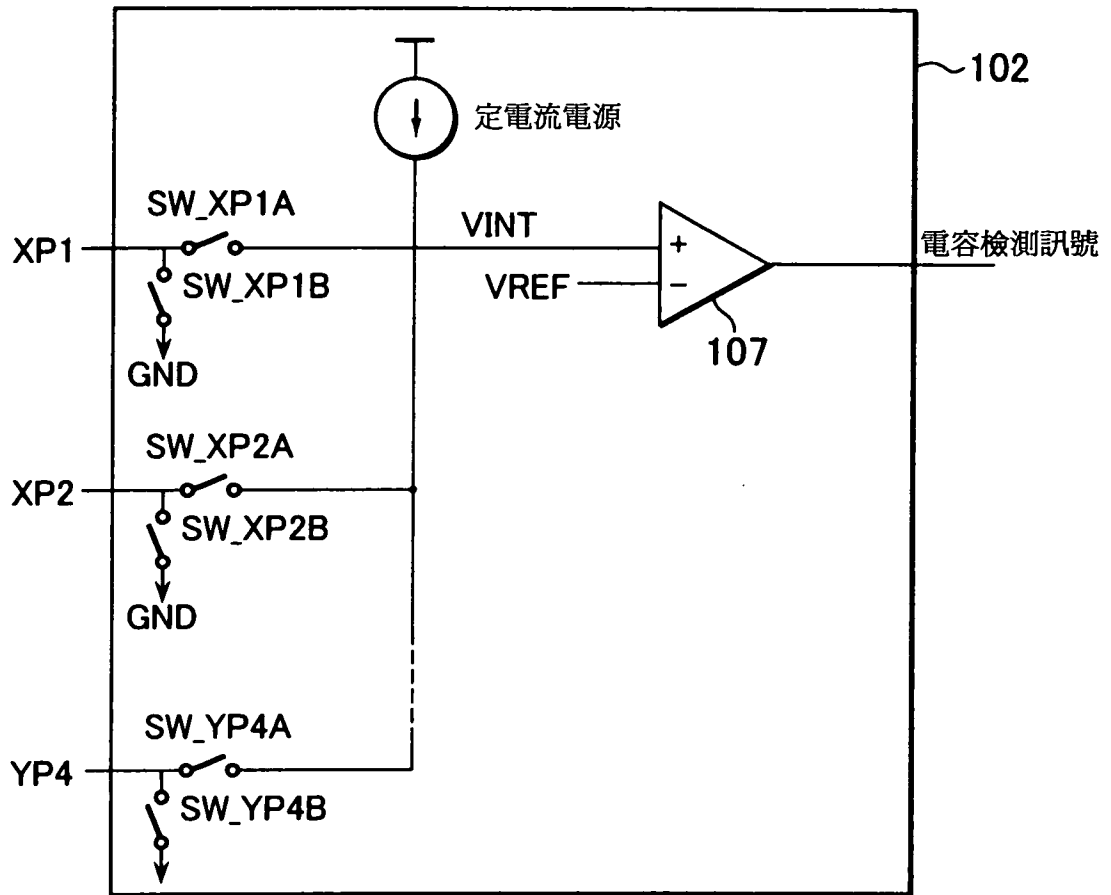 102
定電流電源
SW_XP1A
XP1
VINT
+
電容檢測訊號
SW_XP1B
VREF
−
107
GND
SW_XP2A
XP2
SW_XP2B
GND
SW_YP4A
YP4
SW_YP4B